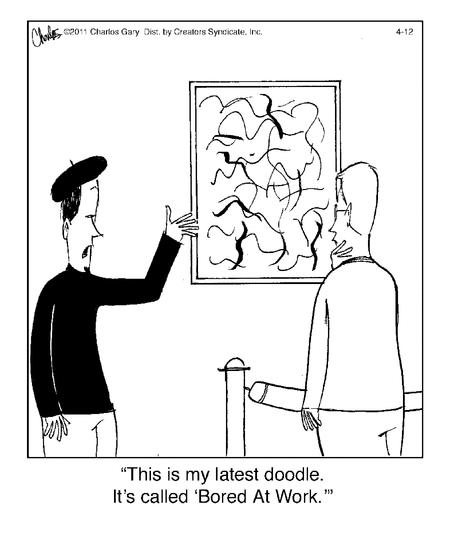 Charlos ©2011 Charlos Gary Dist. by Creators Syndicate, Inc. 4-12
“This is my latest doodle.
It’s called ‘Bored At Work.’”